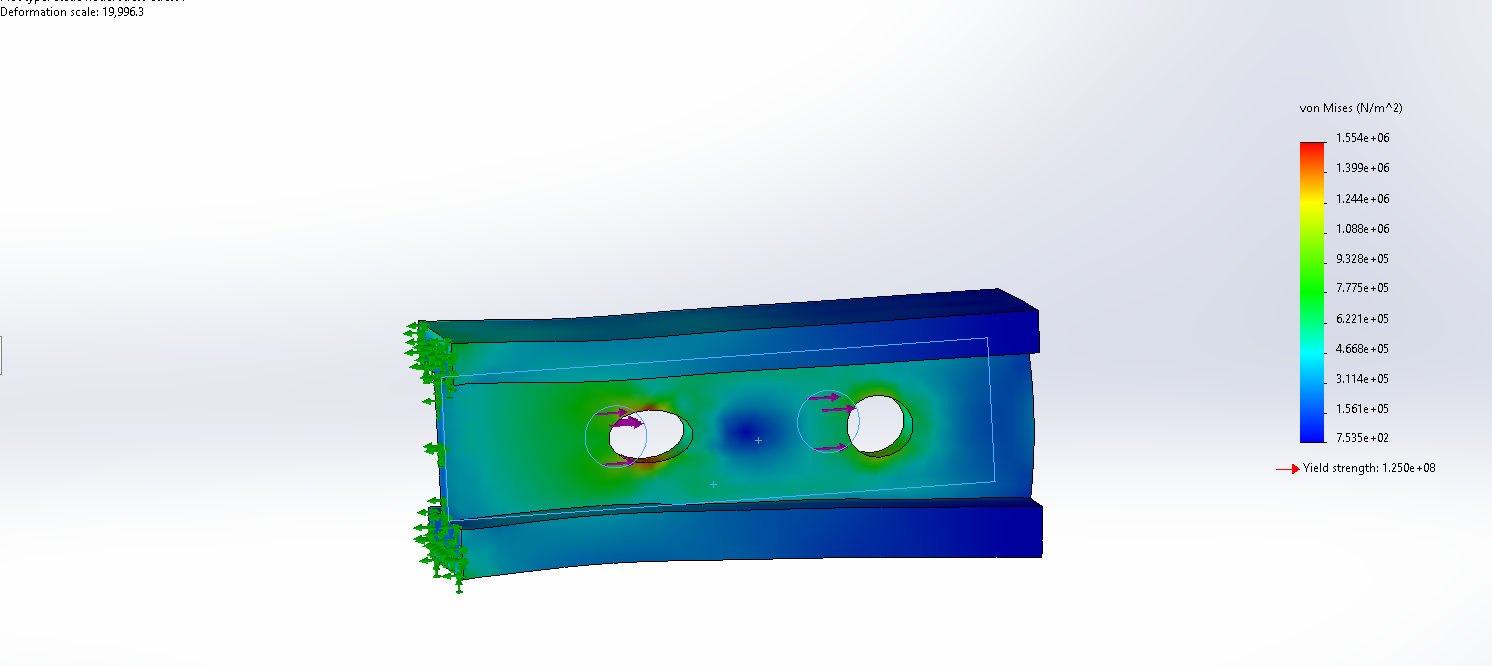 Deformation scale: 19,996.3
von Mises (N/m^2)
1.554e+06
1.399e+06
1.244e+06
1.088e+06
9.328e+05
7.775e+05
6.221e+05
4.668e+05
3.114e+05
1.561e+05
7.535e+02
Yield strength: 1.250e+08